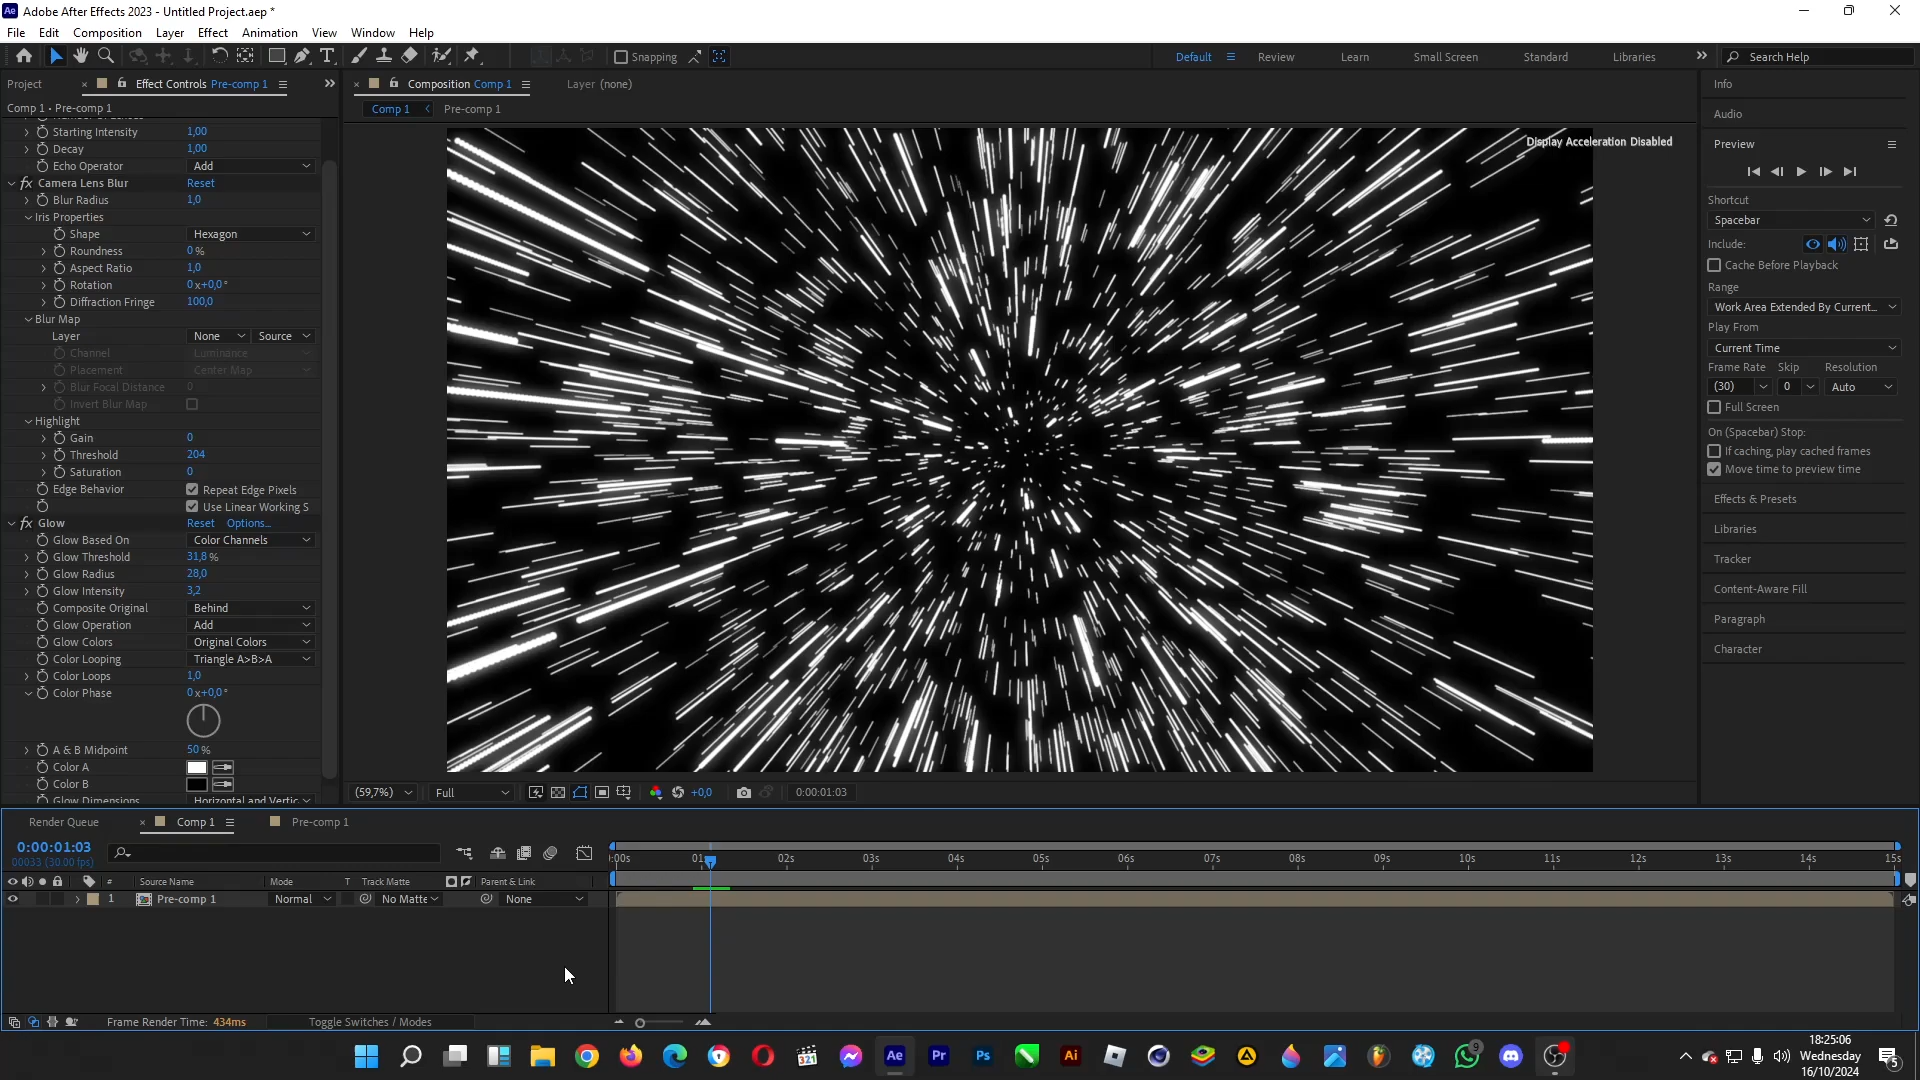 Adobe After Effects 2023 - Untitled Project.aep *
File Edit Composition Layer Effect Animation View Window Help
Snapping
Default Review Learn Small Screen Standard Libraries Search Help
Project Effect Controls Pre-comp 1
Comp 1 • Pre-comp 1
Starting Intensity 1,00
Decay 1,00
Echo Operator Add
fx Camera Lens Blur Reset
Blur Radius 1,0
Iris Properties
Shape Hexagon
Roundness 0 %
Aspect Ratio 1,0
Rotation 0 x+0,0 °
Diffraction Fringe 100,0
Blur Map
Layer None Source
Channel Luminance
Placement Center Map
Blur Focal Distance 0
Invert Blur Map
Highlight
Gain 0
Threshold 204
Saturation 0
Edge Behavior Repeat Edge Pixels
Use Linear Working S
fx Glow Reset Options...
Glow Based On Color Channels
Glow Threshold 31,8 %
Glow Radius 28,0
Glow Intensity 3,2
Composite Original Behind
Glow Operation Add
Glow Colors Original Colors
Color Looping Triangle A>B>A
Color Loops 1,0
Color Phase 0 x+0,0 °
A & B Midpoint 50 %
Color A
Color B
Glow Dimensions Horizontal and Vertic
Composition Comp 1 Layer (none)
Comp 1 Pre-comp 1
Display Acceleration Disabled
(59,7%) Full +0,0 0:00:01:03
Info
Audio
Preview
Shortcut
Spacebar
Include:
Cache Before Playback
Range
Work Area Extended By Current...
Play From
Current Time
Frame Rate Skip Resolution
(30) 0 Auto
Full Screen
On (Spacebar) Stop:
If caching, play cached frames
Move time to preview time
Effects & Presets
Libraries
Tracker
Content-Aware Fill
Paragraph
Character
Render Queue Comp 1 Pre-comp 1
0:00:01:03
00033 (30.00 fps)
:00s 01s 02s 03s 04s 05s 06s 07s 08s 09s 10s 11s 12s 13s 14s 15s
# Source Name Mode T Track Matte Parent & Link
1 Pre-comp 1 Normal No Matte None
Frame Render Time: 434ms Toggle Switches / Modes
321 Ae Pr Ps Ai 9
18:25:06
Wednesday
16/10/2024
5